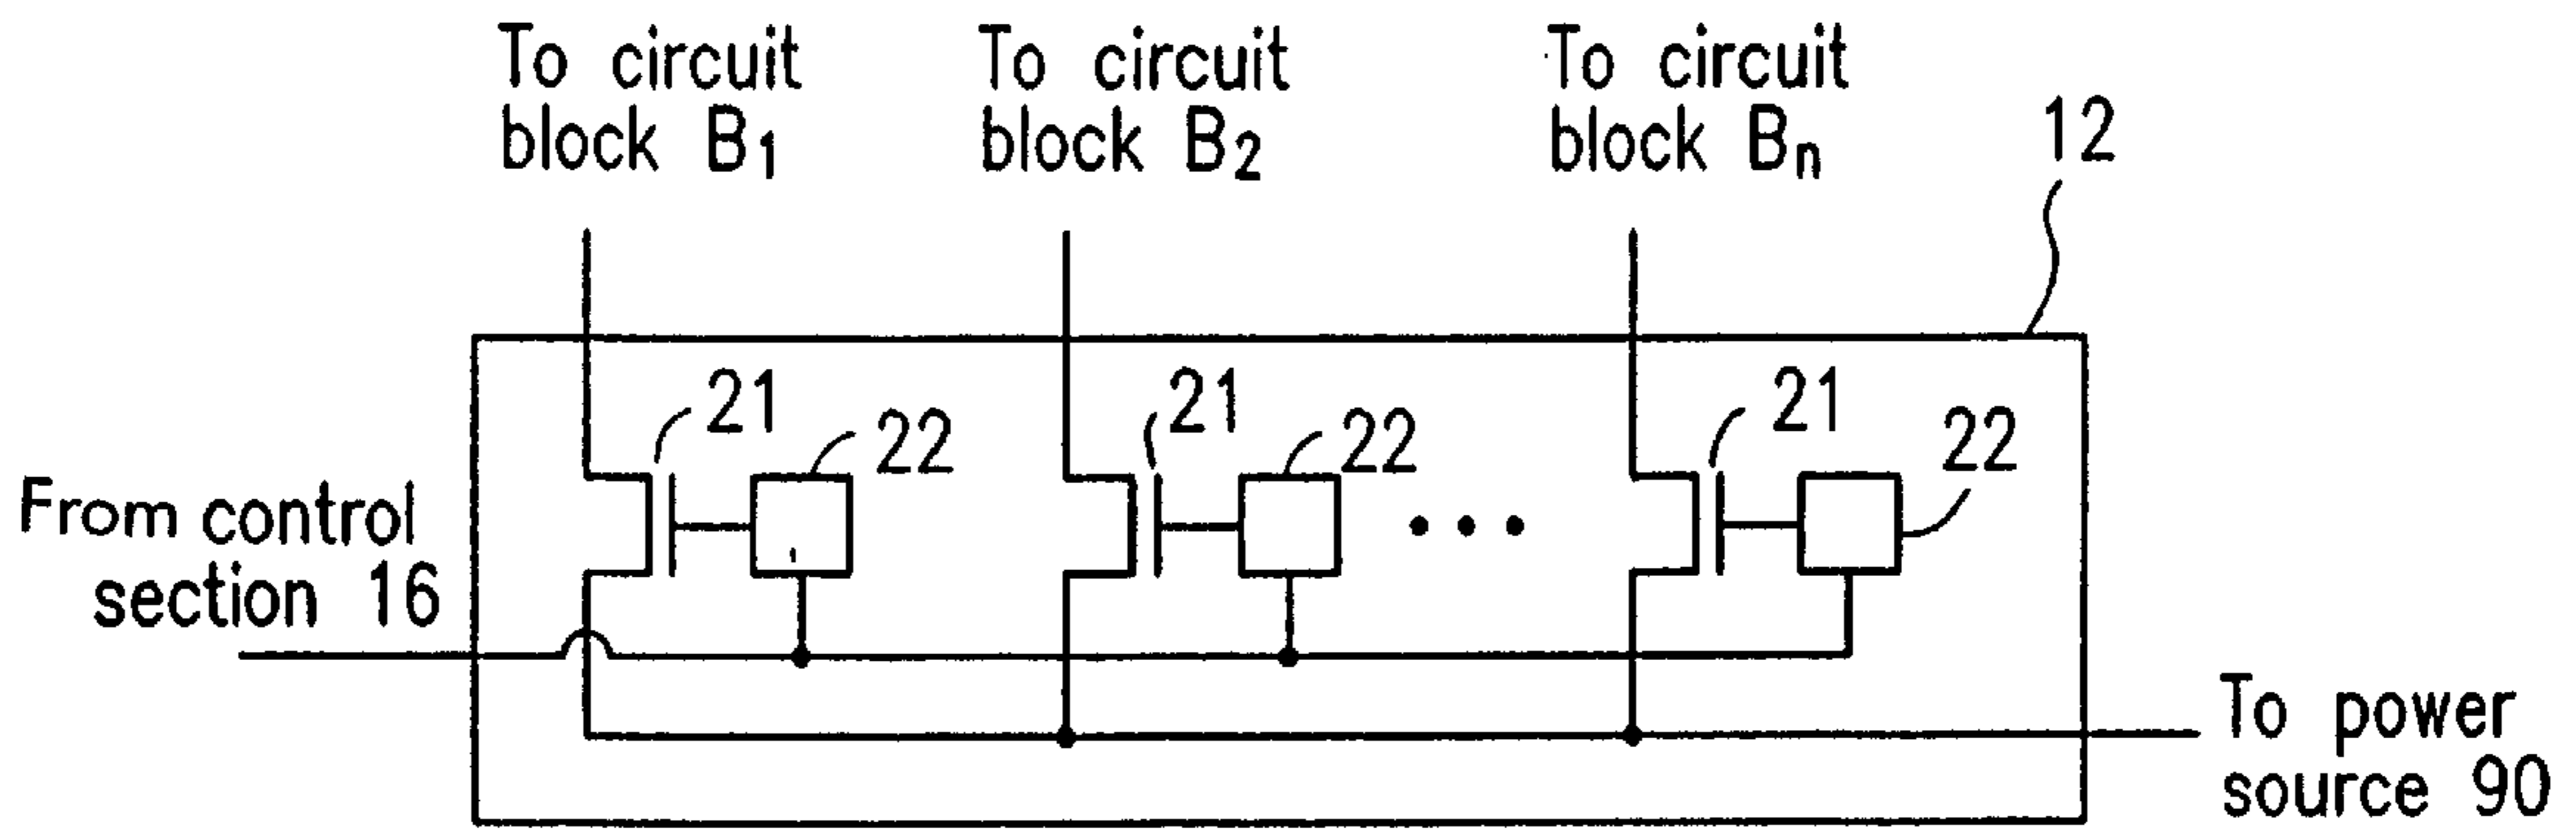 To circuit
block B1
To circuit
block B2
To circuit
block Bn
12
21
22
21
22
21
22
From control
section 16
To power
source 90